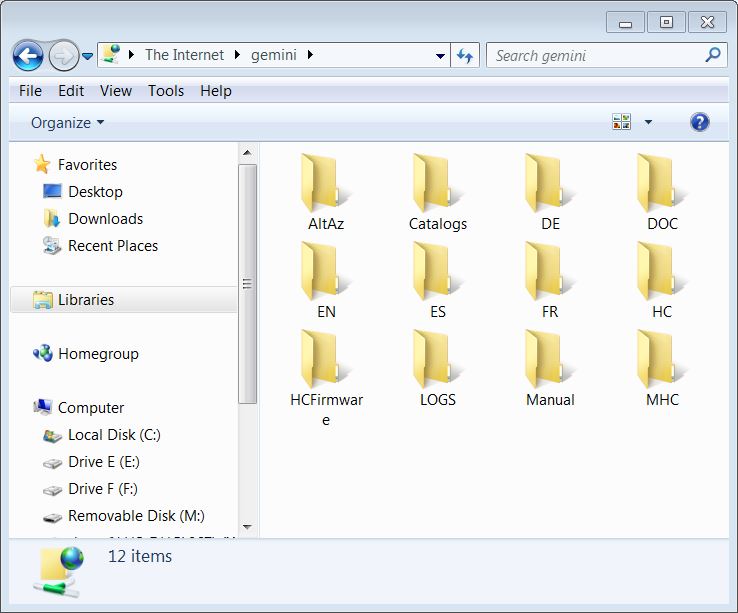 The Internet gemini
Search gemini
File Edit View Tools Help
Organize
?
Favorites
Desktop
Downloads
Recent Places
Libraries
Homegroup
Computer
Local Disk (C:)
Drive E (E:)
Drive F (F:)
Removable Disk (M:)
AltAz Catalogs DE DOC
EN ES FR HC
HCFirmwar
e
LOGS Manual MHC
12 items